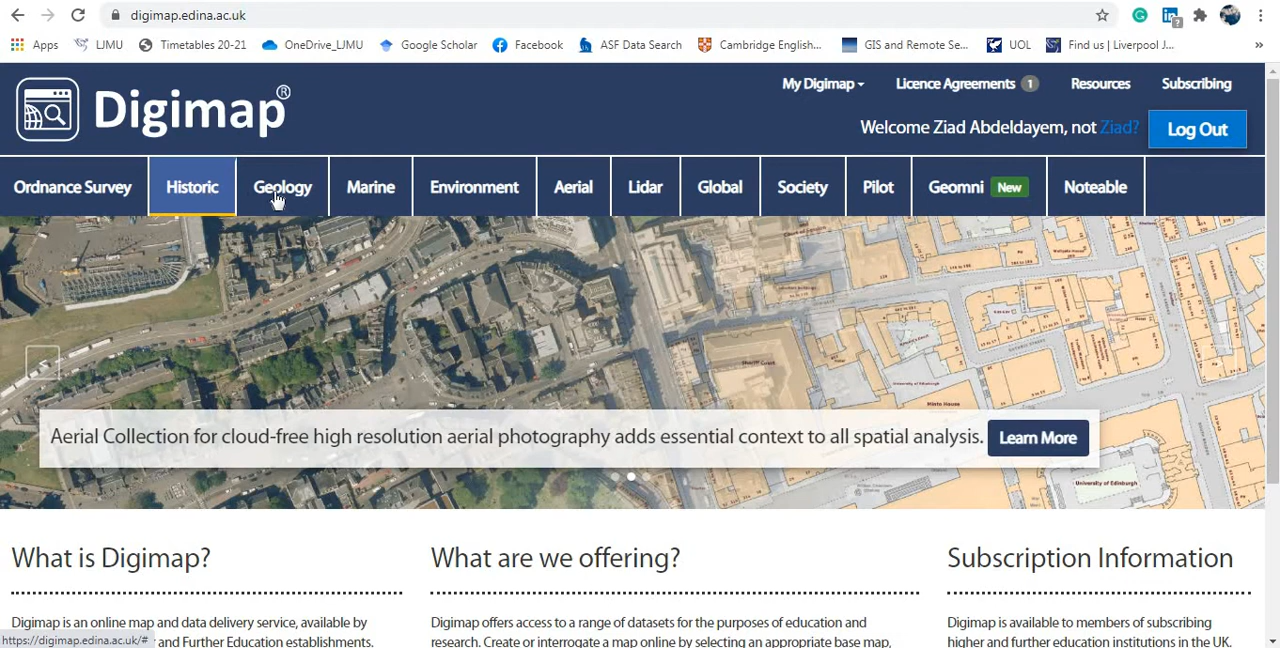 digimap.edina.ac.uk
Apps LJMU Timetables 20-21 OneDrive_LJMU Google Scholar Facebook ASF Data Search Cambridge English... GIS and Remote Se... UOL Find us | Liverpool J... »
Digimap®
My Digimap Licence Agreements 1 Resources Subscribing
Welcome Ziad Abdeldayem, not Ziad? Log Out
Ordnance Survey Historic Geology Marine Environment Aerial Lidar Global Society Pilot Geomni New Noteable
Aerial Collection for cloud-free high resolution aerial photography adds essential context to all spatial analysis. Learn More
University of Edinburgh
What is Digimap? What are we offering? Subscription Information
Digimap is an online map and data delivery service, available by Digimap offers access to a range of datasets for the purposes of education and Digimap is available to members of subscribing
https://digimap.edina.ac.uk/# and Further Education establishments. research. Create or interrogate a map online by selecting an appropriate base map, higher and further education institutions in the UK.